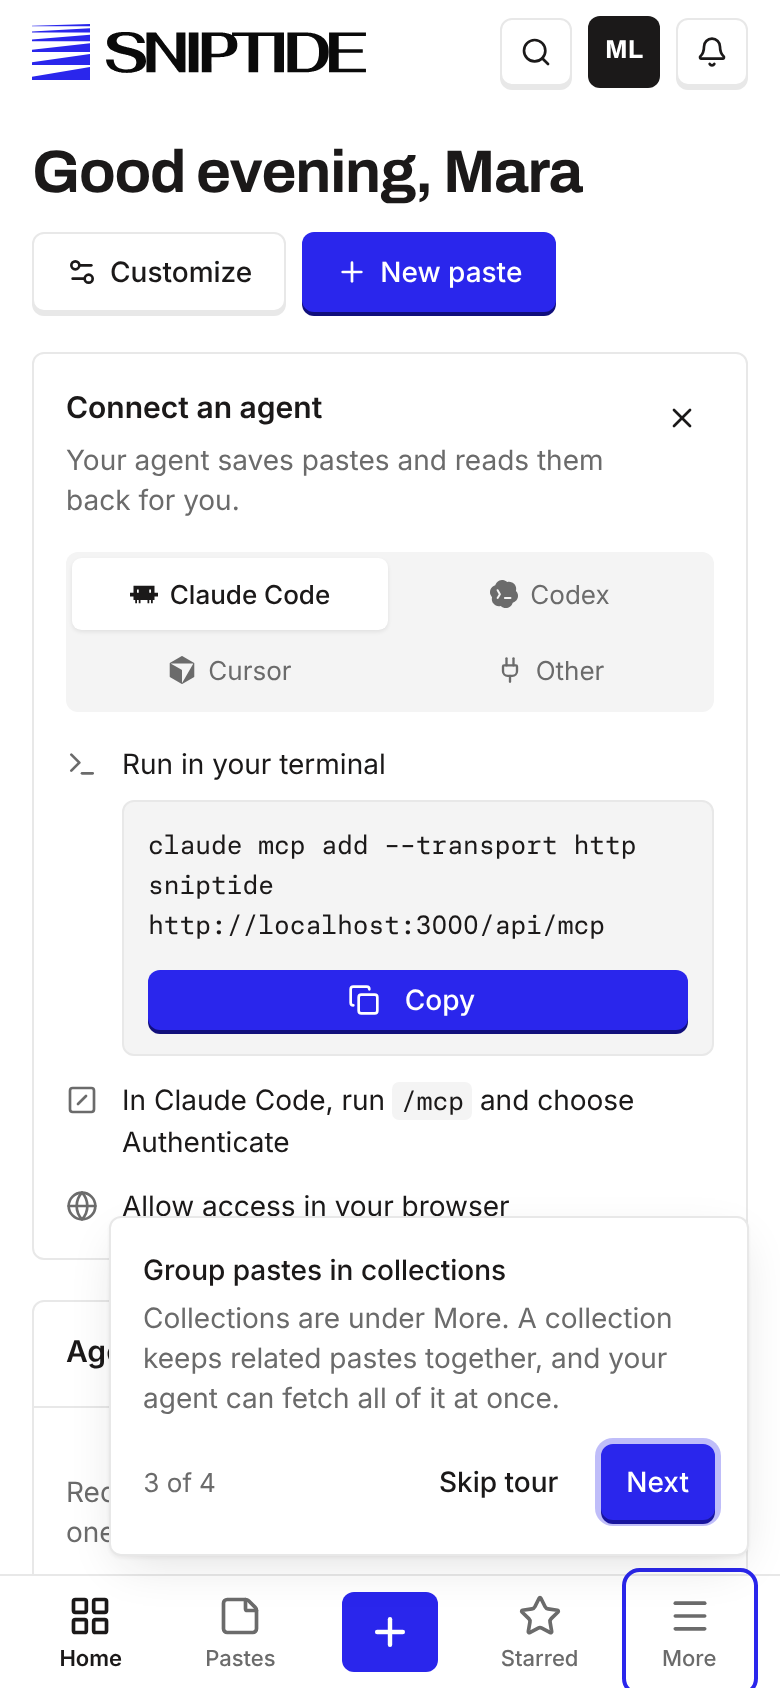 SNIPTIDE
ML
Good evening, Mara
Customize
New paste
Connect an agent
Your agent saves pastes and reads them
back for you.
Claude Code
Codex
Cursor
Other
Run in your terminal
claude mcp add --transport http
sniptide
http://localhost:3000/api/mcp
Copy
In Claude Code, run /mcp and choose
Authenticate
Allow access in your browser
Group pastes in collections
Collections are under More. A collection
keeps related pastes together, and your
agent can fetch all of it at once.
3 of 4
Skip tour
Next
Home
Pastes
Starred
More